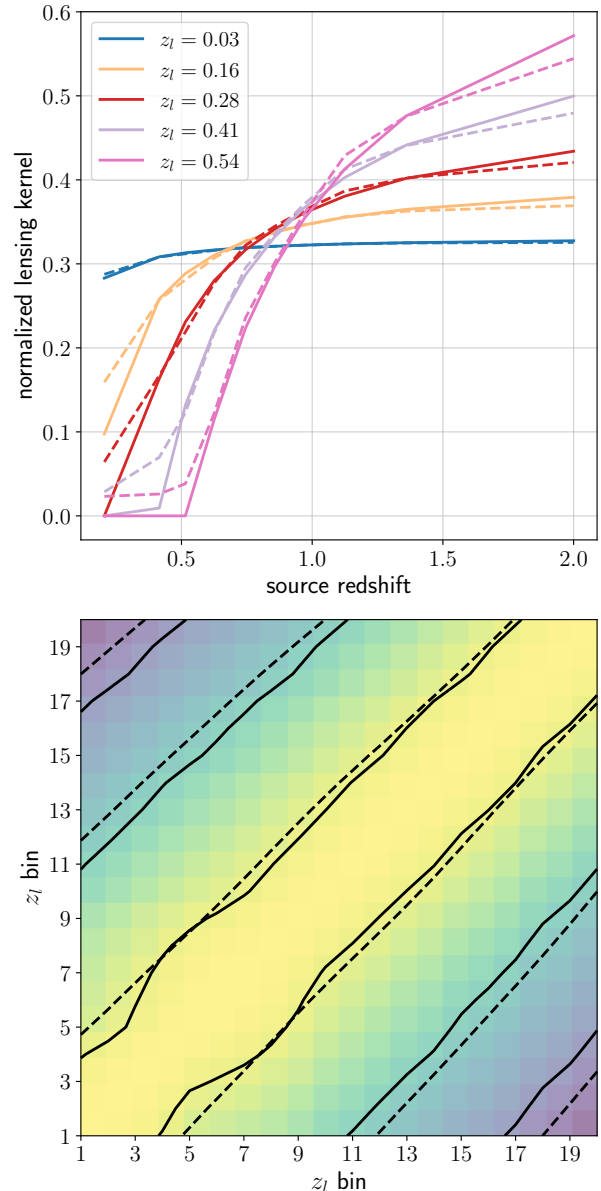 0.6
0.5
0.4
0.3
0.2
0.1
0.0
normalized lensing kernel
z_l = 0.03
z_l = 0.16
z_l = 0.28
z_l = 0.41
z_l = 0.54
0.5 1.0 1.5 2.0
source redshift
19
17
15
13
11
9
7
5
3
1
z_l bin
1 3 5 7 9 11 13 15 17 19
z_l bin